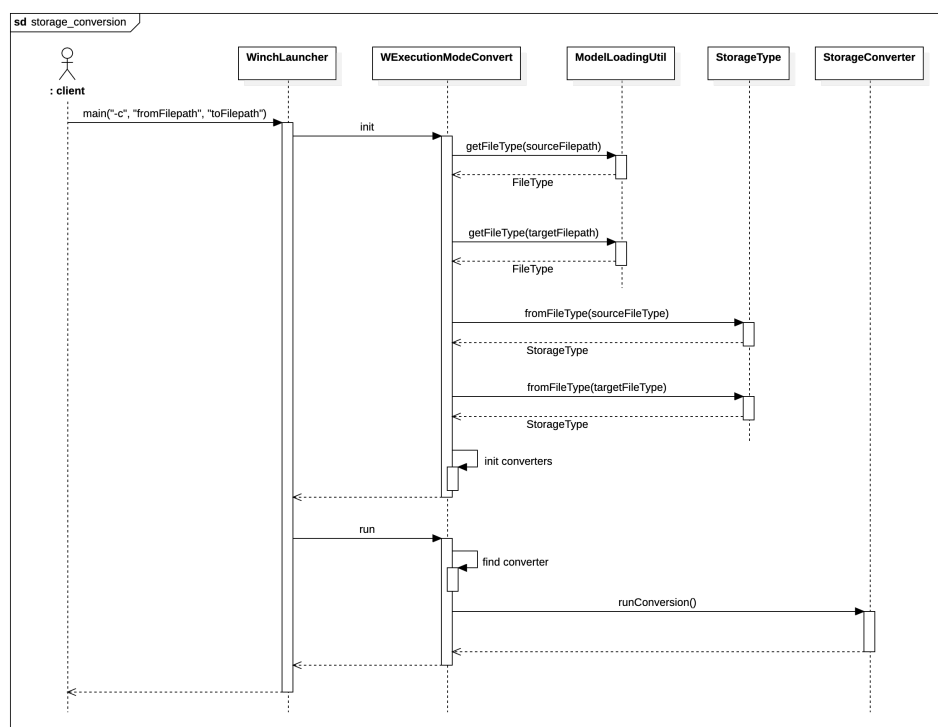 sd storage_conversion
WinchLauncher
WExecutionModeConvert
ModelLoadingUtil
StorageType
StorageConverter
: client
main("-c", "fromFilepath", "toFilepath")
init
getFileType(sourceFilepath)
FileType
getFileType(targetFilepath)
FileType
fromFileType(sourceFileType)
StorageType
fromFileType(targetFileType)
StorageType
init converters
run
find converter
runConversion()